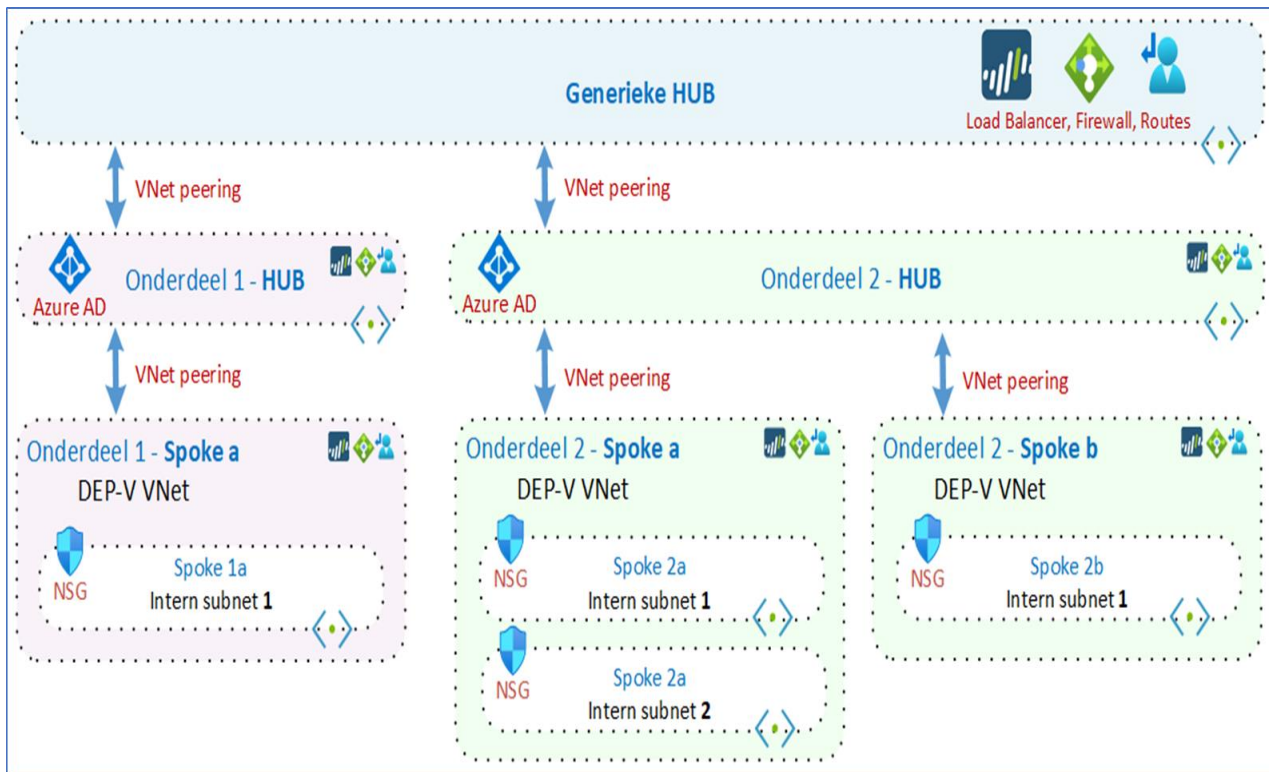 Generieke HUB
Load Balancer, Firewall, Routes
VNet peering
VNet peering
Azure AD
Onderdeel 1 - HUB
Azure AD
Onderdeel 2 - HUB
VNet peering
VNet peering
VNet peering
Onderdeel 1 - Spoke a
DEP-V VNet
NSG
Spoke 1a
Intern subnet 1
Onderdeel 2 - Spoke a
DEP-V VNet
NSG
Spoke 2a
Intern subnet 1
NSG
Spoke 2a
Intern subnet 2
Onderdeel 2 - Spoke b
DEP-V VNet
NSG
Spoke 2b
Intern subnet 1